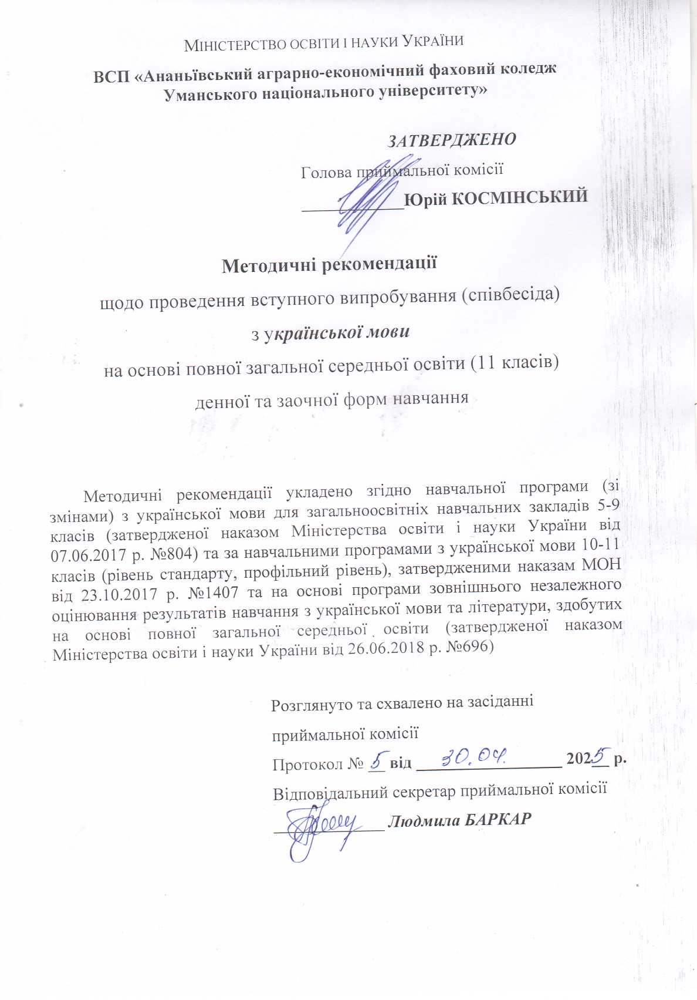 МІНІСТЕРСТВО ОСВІТИ І НАУКИ УКРАЇНИ
ВСП «Ананьївський аграрно-економічний фаховий коледж
Уманського національного університету»
ЗАТВЕРДЖЕНО
Голова приймальної комісії
____________Юрій КОСМІНСЬКИЙ
Методичні рекомендації
щодо проведення вступного випробування (співбесіда)
з української мови
на основі повної загальної середньої освіти (11 класів)
денної та заочної форм навчання
Методичні рекомендації укладено згідно навчальної програми (зі
змінами) з української мови для загальноосвітніх навчальних закладів 5-9
класів (затвердженої наказом Міністерства освіти і науки України від
07.06.2017 р. №804) та за навчальними програмами з української мови 10-11
класів (рівень стандарту, профільний рівень), затвердженими наказам МОН
від 23.10.2017 р. №1407 та на основі програми зовнішнього незалежного
оцінювання результатів навчання з української мови та літератури, здобутих
на основі повної загальної середньої освіти (затвердженої наказом
Міністерства освіти і науки України від 26.06.2018 р. №696)
Розглянуто та схвалено на засіданні
приймальної комісії
Протокол № 5 від 30.04. 2025 р.
Відповідальний секретар приймальної комісії
_____________ Людмила БАРКАР